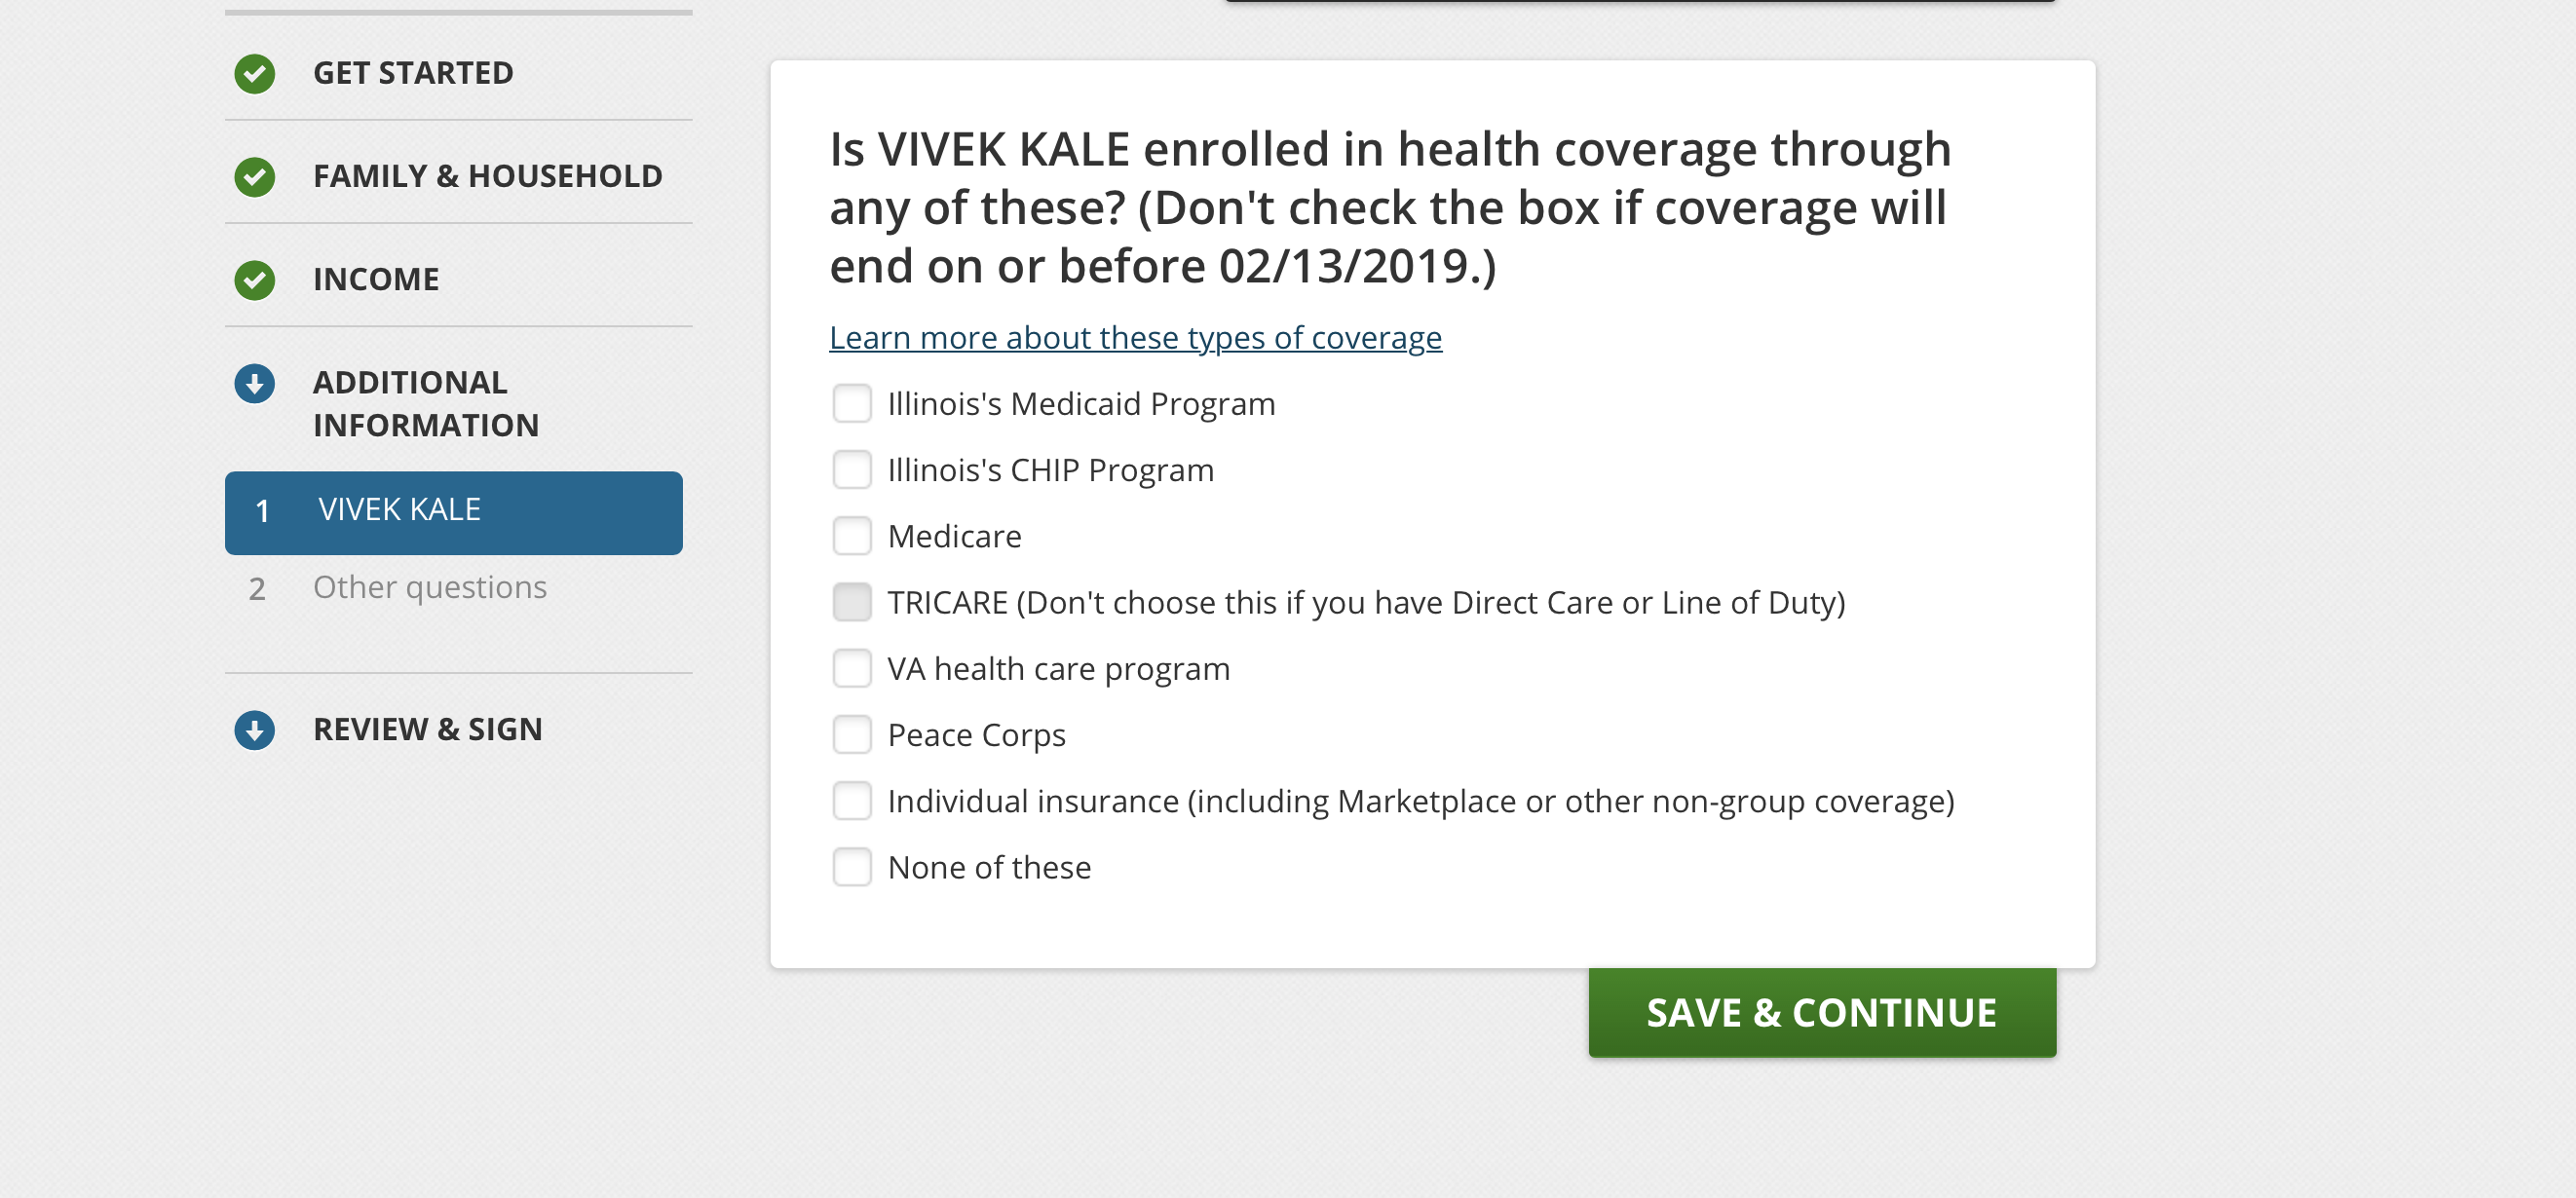 GET STARTED
FAMILY & HOUSEHOLD
INCOME
ADDITIONAL
INFORMATION
1 VIVEK KALE
2 Other questions
REVIEW & SIGN
Is VIVEK KALE enrolled in health coverage through
any of these? (Don't check the box if coverage will
end on or before 02/13/2019.)
Learn more about these types of coverage
Illinois's Medicaid Program
Illinois's CHIP Program
Medicare
TRICARE (Don't choose this if you have Direct Care or Line of Duty)
VA health care program
Peace Corps
Individual insurance (including Marketplace or other non-group coverage)
None of these
SAVE & CONTINUE